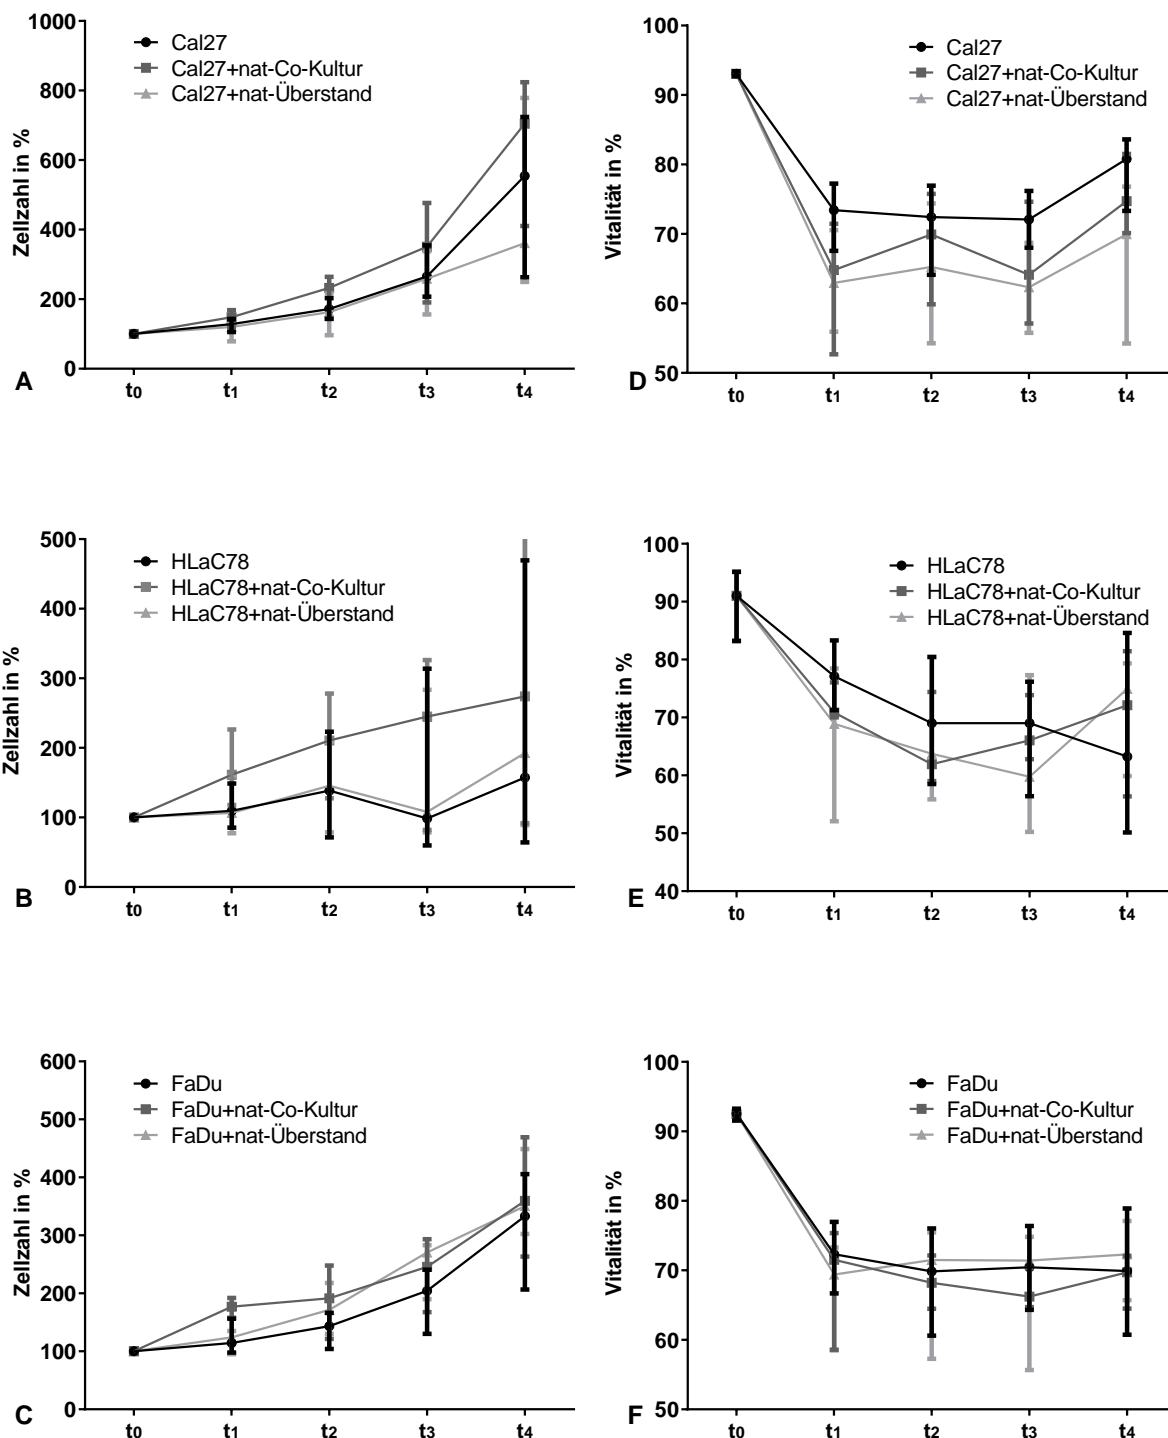 1000
800
600
400
200
0
Zellzahl in %
Cal27
Cal27+nat-Co-Kultur
Cal27+nat-Überstand
A
t0 t1 t2 t3 t4
100
90
80
70
60
50
Vitalität in %
Cal27
Cal27+nat-Co-Kultur
Cal27+nat-Überstand
D
t0 t1 t2 t3 t4
500
400
300
200
100
0
Zellzahl in %
HLaC78
HLaC78+nat-Co-Kultur
HLaC78+nat-Überstand
B
t0 t1 t2 t3 t4
100
90
80
70
60
50
40
Vitalität in %
HLaC78
HLaC78+nat-Co-Kultur
HLaC78+nat-Überstand
E
t0 t1 t2 t3 t4
600
500
400
300
200
100
0
Zellzahl in %
FaDu
FaDu+nat-Co-Kultur
FaDu+nat-Überstand
C
t0 t1 t2 t3 t4
100
90
80
70
60
50
Vitalität in %
FaDu
FaDu+nat-Co-Kultur
FaDu+nat-Überstand
F
t0 t1 t2 t3 t4